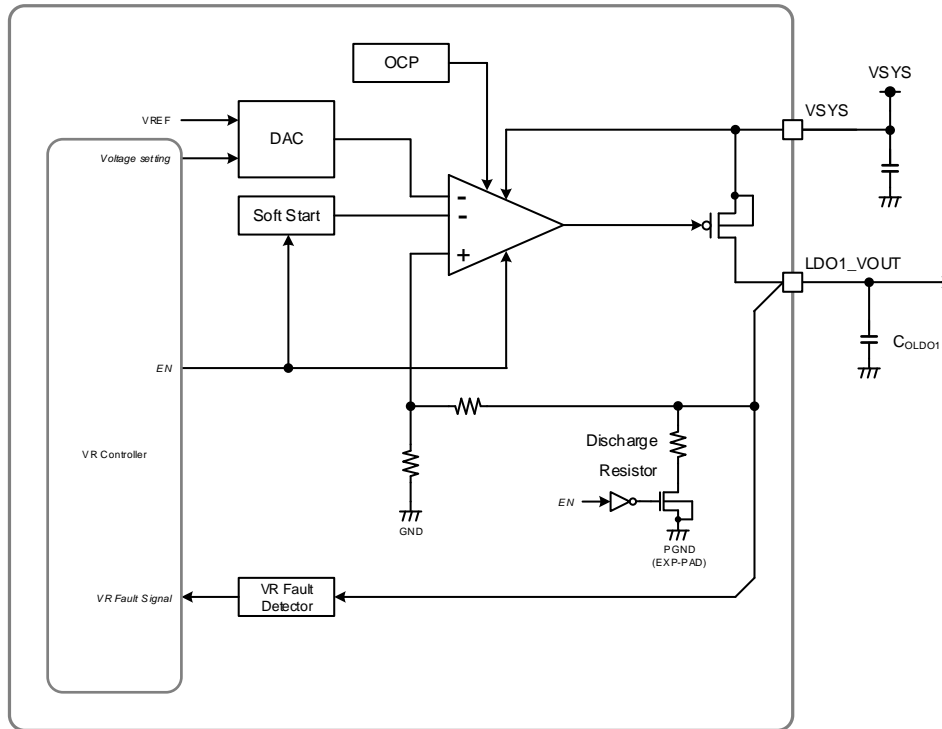 OCP
VSYS
VSYS
VREF
DAC
Voltage setting
-
Soft Start
-
+
LDO1_VOUT
COLDO1
EN
Discharge
Resistor
VR Controller
EN
GND
PGND
(EXP-PAD)
VR Fault Signal
VR Fault
Detector